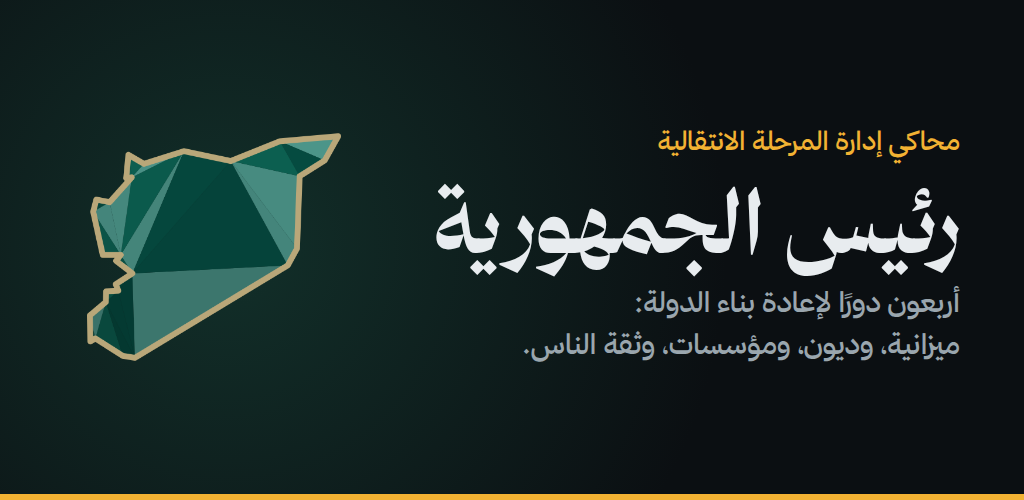 محاكي إدارة المرحلة الانتقالية
رئيس الجمهورية
أربعون دورًا لإعادة بناء الدولة:
ميزانية، وديون، ومؤسسات، وثقة الناس.